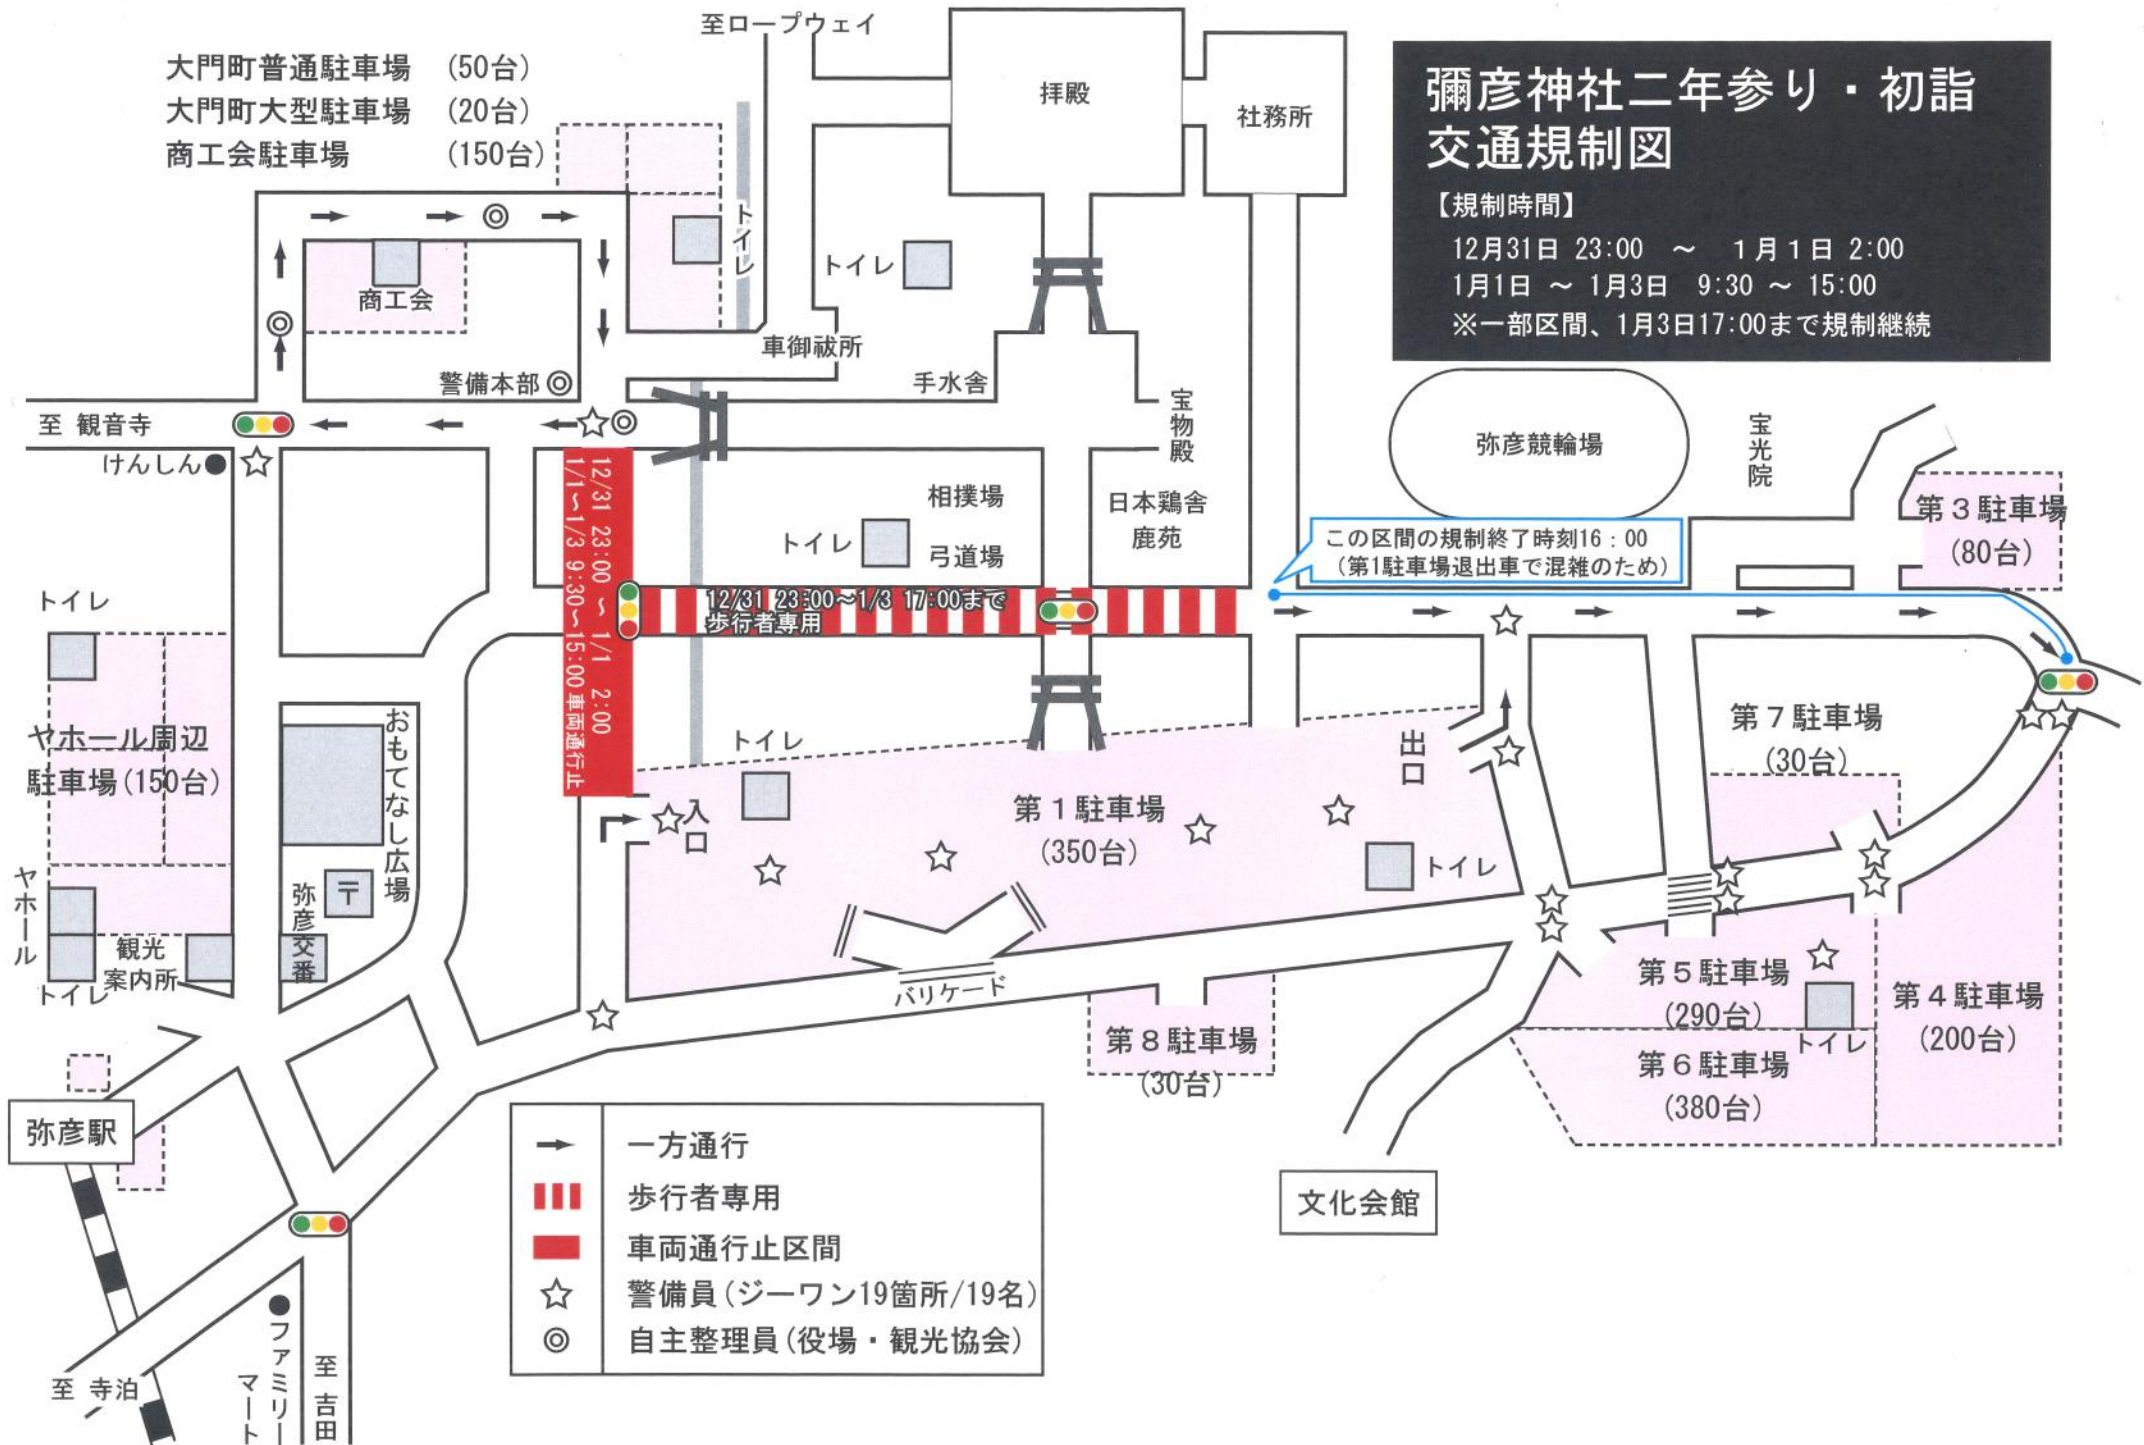 至ロープウェイ
大門町普通駐車場 (50台)
大門町大型駐車場 (20台)
商工会駐車場 (150台)
拝殿
社務所
彌彦神社二年参り・初詣
交通規制図
【規制時間】
12月31日 23:00 ～ 1月1日 2:00
1月1日 ～ 1月3日 9:30 ～ 15:00
※一部区間、1月3日17:00まで規制継続
トイレ
トイレ
商工会
車御祓所
警備本部
手水舎
宝物殿
至 観音寺
けんしん
弥彦競輪場
宝光院
12/31 23:00 ～ 1/1 2:00
1/1～1/3 9:30～15:00 車両通行止
相撲場
トイレ
弓道場
日本鶏舎
鹿苑
この区間の規制終了時刻16：00
（第1駐車場退出車で混雑のため）
第3駐車場
(80台)
12/31 23:00～1/3 17:00まで
歩行者専用
トイレ
ヤホール周辺
駐車場(150台)
おもてなし広場
トイレ
入口
第1駐車場
(350台)
出口
トイレ
第7駐車場
(30台)
ヤホール
〒
弥彦交番
観光
案内所
トイレ
バリケード
第8駐車場
(30台)
第5駐車場
(290台)
トイレ
第6駐車場
(380台)
第4駐車場
(200台)
弥彦駅
文化会館
一方通行
歩行者専用
車両通行止区間
警備員(ジーワン19箇所/19名)
自主整理員(役場・観光協会)
至 寺泊
ファミリー
マート
至 吉田